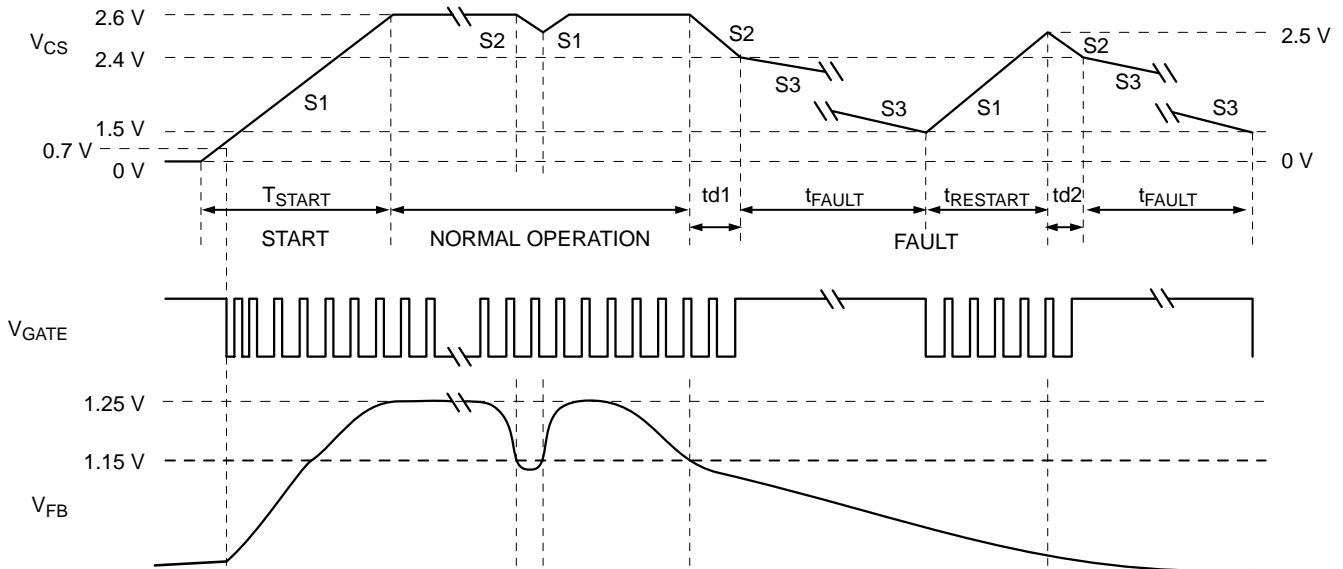 2.6 V
V_CS
S2
S1
S2
2.4 V
S3
S1
S3
1.5 V
0.7 V
0 V
S1
S2
2.5 V
S3
S3
0 V
T_START
td1
t_FAULT
t_RESTART
td2
t_FAULT
START
NORMAL OPERATION
FAULT
V_GATE
1.25 V
1.15 V
V_FB